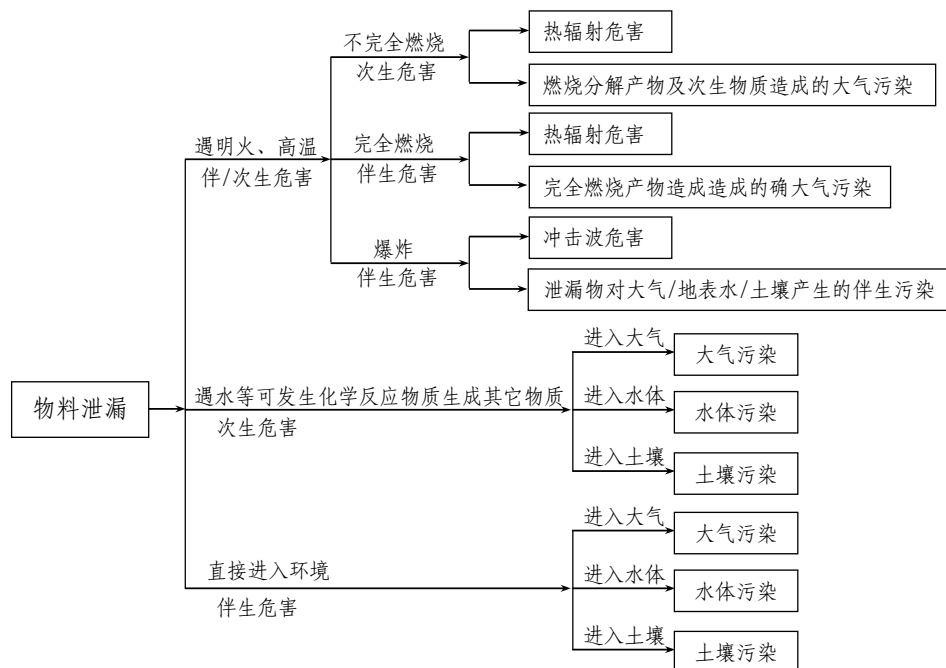 不完全燃烧
次生危害
热辐射危害
燃烧分解产物及次生物质造成的大气污染
遇明火、高温
伴/次生危害
完全燃烧
伴生危害
热辐射危害
完全燃烧产物造成造成的确大气污染
爆炸
伴生危害
冲击波危害
泄漏物对大气/地表水/土壤产生的伴生污染
物料泄漏
遇水等可发生化学反应物质生成其它物质
次生危害
进入大气
大气污染
进入水体
水体污染
进入土壤
土壤污染
直接进入环境
伴生危害
进入大气
大气污染
进入水体
水体污染
进入土壤
土壤污染